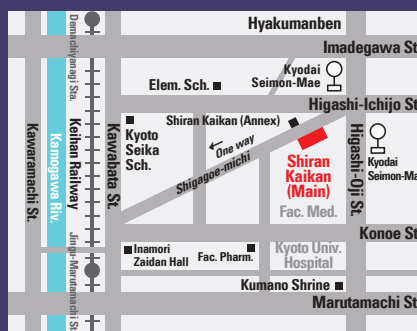 Hyakumanben
Imadegawa St
Demachiyanagi Sta.
Kyodai
Seimon-Mae
Elem. Sch.
Higashi-Ichijo St
Shiran Kaikan (Annex)
Kyoto
Seika
Sch.
One way
Shigagoe-michi
Kawaramachi St.
Kamogawa Riv.
Keihan Railway
Kawabata St.
Shiran
Kaikan
(Main)
Higashi-Oji St.
Kyodai
Seimon-Ma
Fac. Med.
Konoe St
Jingu-Marutamachi St
Inamori
Zaidan Hall
Fac. Pharm.
Kyoto Univ.
Hospital
Kumano Shrine
Marutamachi St